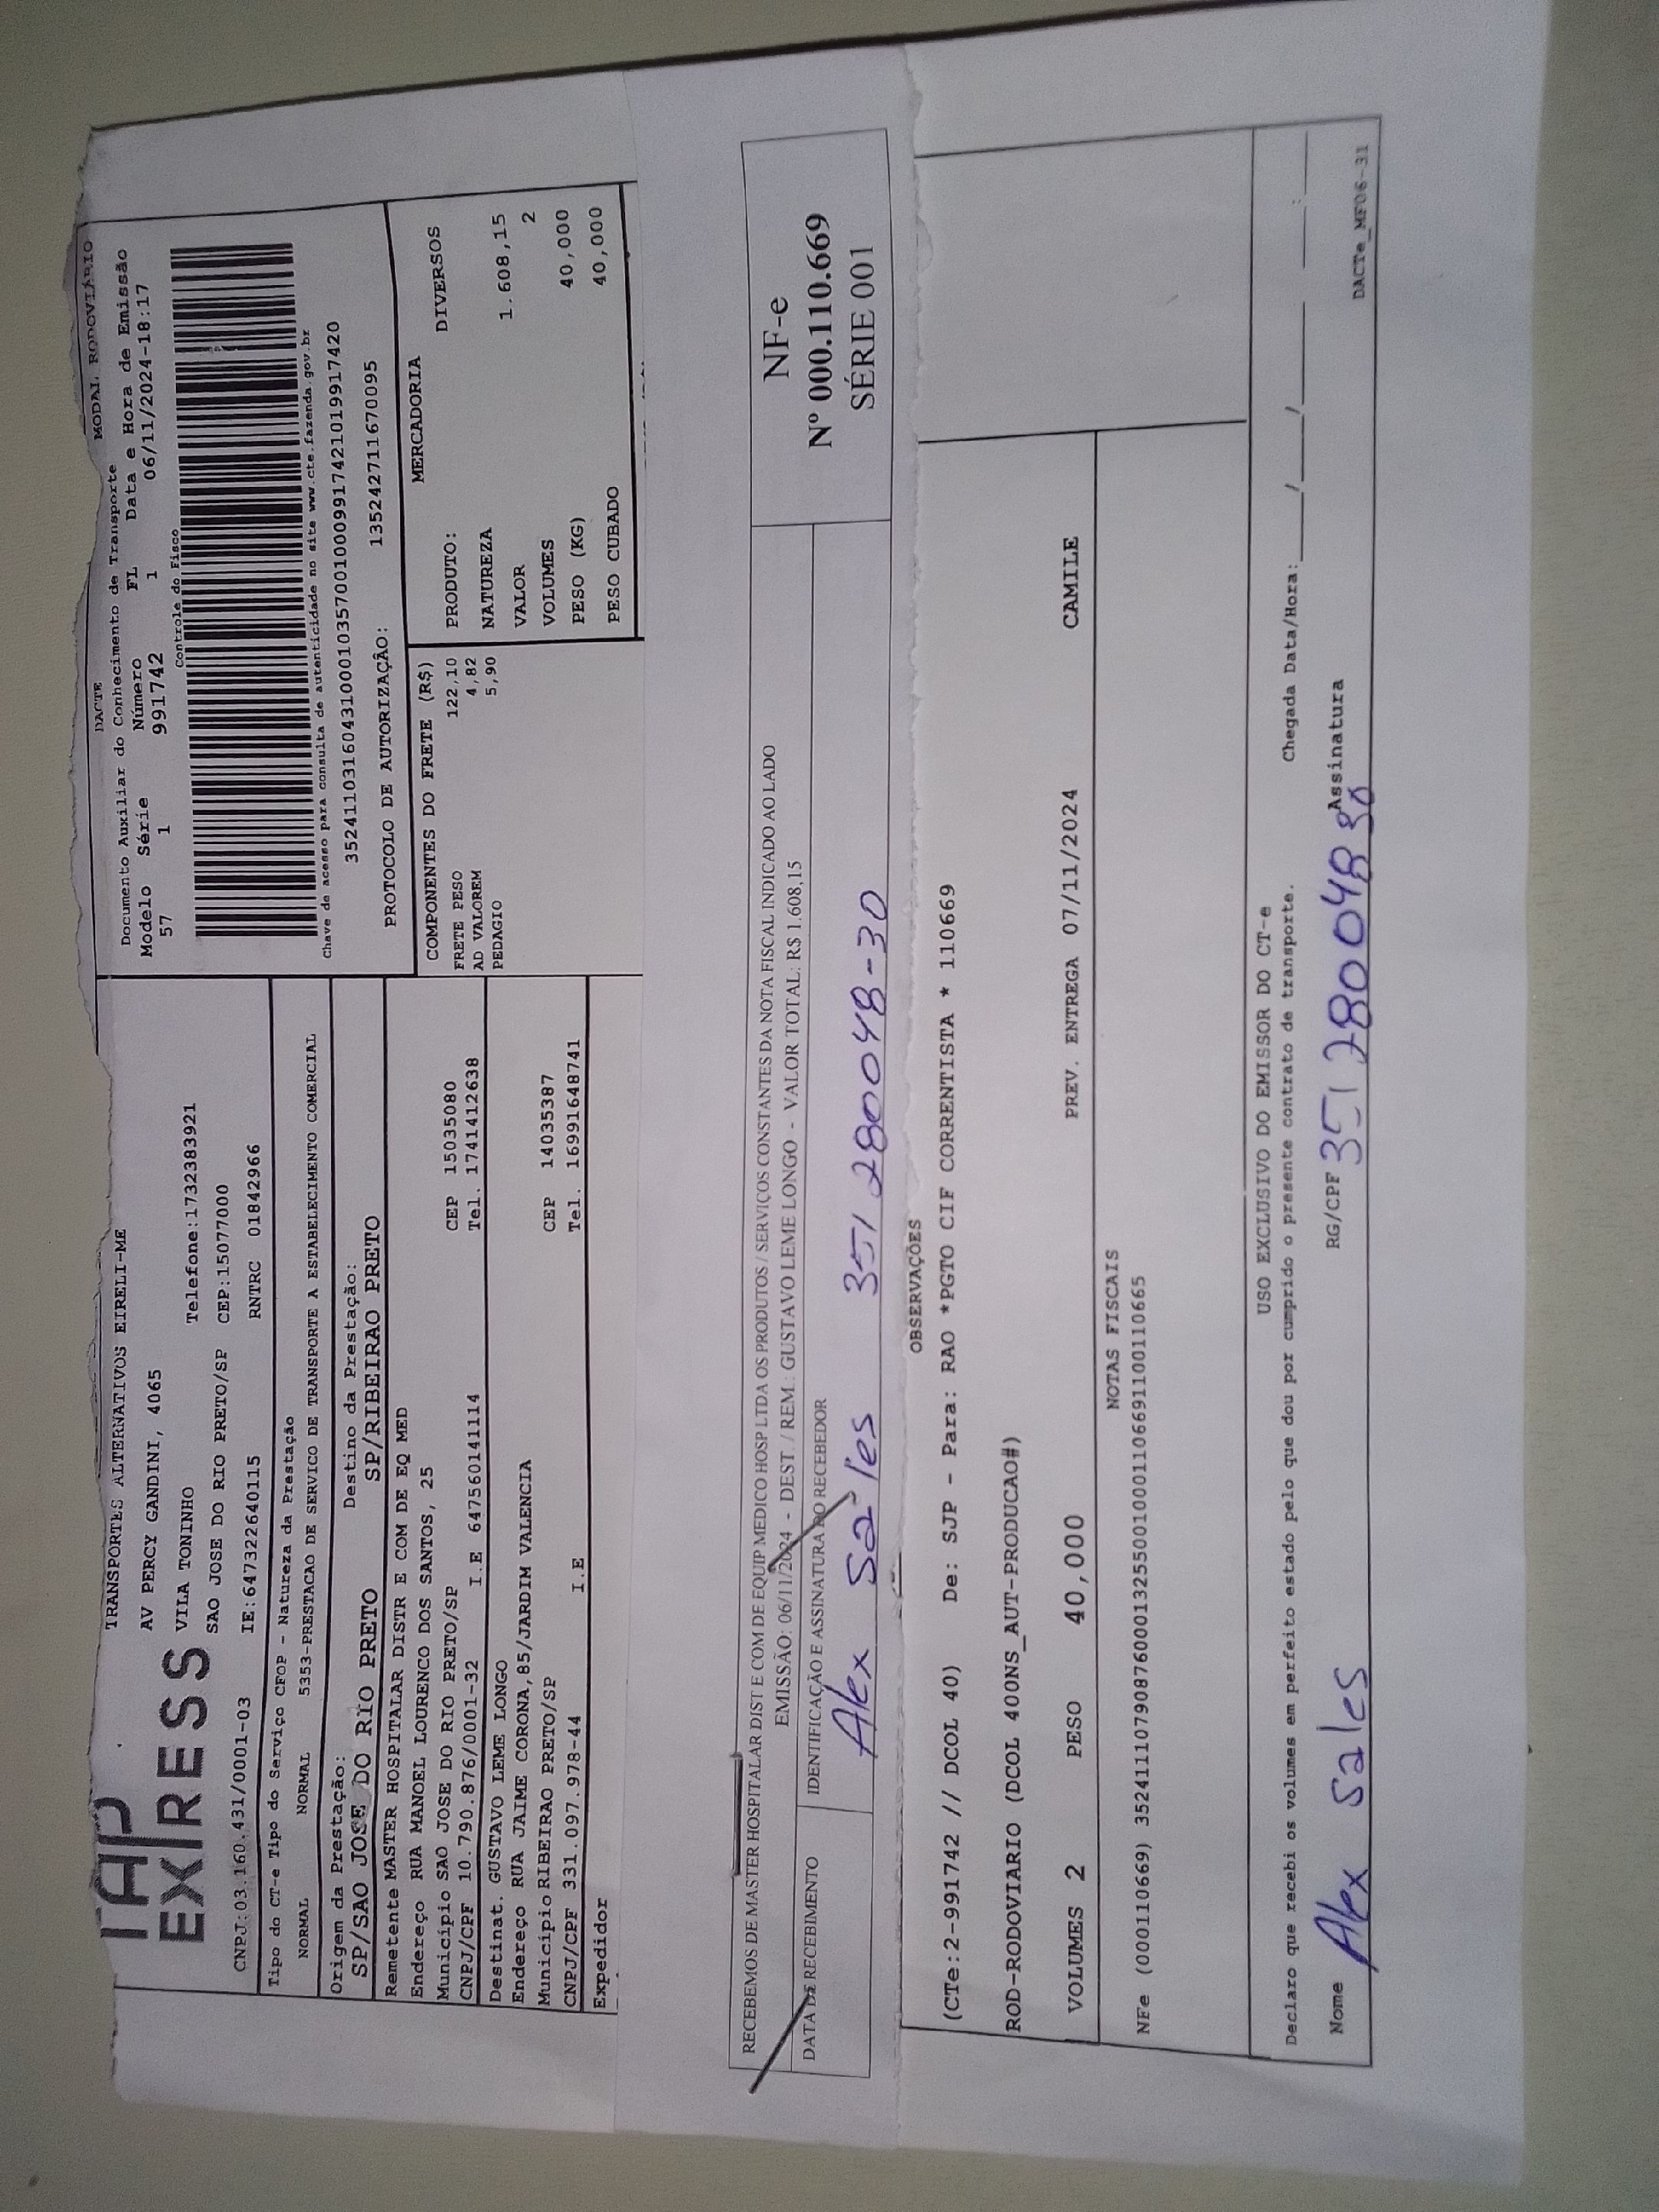 TAP
EXPRESS
TRANSPORTES ALTERNATIVOS EIRELI-ME
AV PERCY GANDINI, 4065
VILA TONINHO Telefone:1732383921
SAO JOSE DO RIO PRETO/SP CEP:15077000
CNPJ:03.160.431/0001-03 IE:647322640115 RNTRC 01842966
DACTE MODAL RODOVIÁRIO
Documento Auxiliar do Conhecimento de Transporte
Modelo Série Número FL Data e Hora de Emissão
57 1 991742 1 06/11/2024-18:17
Controle do Fisco
Chave de acesso para consulta de autenticidade no site www.cte.fazenda.gov.br
35241103160431000103570010009917421019917420
PROTOCOLO DE AUTORIZAÇÃO: 135242711670095
Tipo do CT-e Tipo do Serviço CFOP - Natureza da Prestação
NORMAL NORMAL 5353-PRESTACAO DE SERVICO DE TRANSPORTE A ESTABELECIMENTO COMERCIAL
Origem da Prestação: Destino da Prestação:
SP/SAO JOSE DO RIO PRETO SP/RIBEIRAO PRETO
Remetente MASTER HOSPITALAR DISTR E COM DE EQ MED
Endereço RUA MANOEL LOURENCO DOS SANTOS, 25
Município SAO JOSE DO RIO PRETO/SP CEP 15035080
CNPJ/CPF 10.790.876/0001-32 I.E 647560141114 Tel. 1741412638
Destinat. GUSTAVO LEME LONGO
Endereço RUA JAIME CORONA,85/JARDIM VALENCIA
Município RIBEIRAO PRETO/SP CEP 14035387
CNPJ/CPF 331.097.978-44 I.E Tel. 16991648741
Expedidor
COMPONENTES DO FRETE (R$)
FRETE PESO 122,10
AD VALOREM 4,82
PEDAGIO 5,90
MERCADORIA
PRODUTO: DIVERSOS
NATUREZA
VALOR 1.608,15
VOLUMES 2
PESO (KG) 40,000
PESO CUBADO 40,000
RECEBEMOS DE MASTER HOSPITALAR DIST E COM DE EQUIP MEDICO HOSP LTDA OS PRODUTOS / SERVIÇOS CONSTANTES DA NOTA FISCAL INDICADO AO LADO
EMISSÃO: 06/11/2024 - DEST. / REM.: GUSTAVO LEME LONGO - VALOR TOTAL: R$ 1.608,15
DATA DE RECEBIMENTO IDENTIFICAÇÃO E ASSINATURA DO RECEBEDOR
Alex Sales 351 280048-30
NF-e
Nº 000.110.669
SÉRIE 001
OBSERVAÇÕES
(CTe:2-991742 // DCOL 40) De: SJP - Para: RAO *PGTO CIF CORRENTISTA * 110669
ROD-RODOVIARIO (DCOL 400NS_AUT-PRODUCAO#)
VOLUMES 2 PESO 40,000 PREV. ENTREGA 07/11/2024 CAMILE
NOTAS FISCAIS
NFe (000110669) 35241110790876000132550010001106691100110665
USO EXCLUSIVO DO EMISSOR DO CT-e
Declaro que recebi os volumes em perfeito estado pelo que dou por cumprido o presente contrato de transporte. Chegada Data/Hora:____/____/____ ____:____
Nome Alex Sales RG/CPF 351 280048 30 Assinatura
DACTe_MF06-31